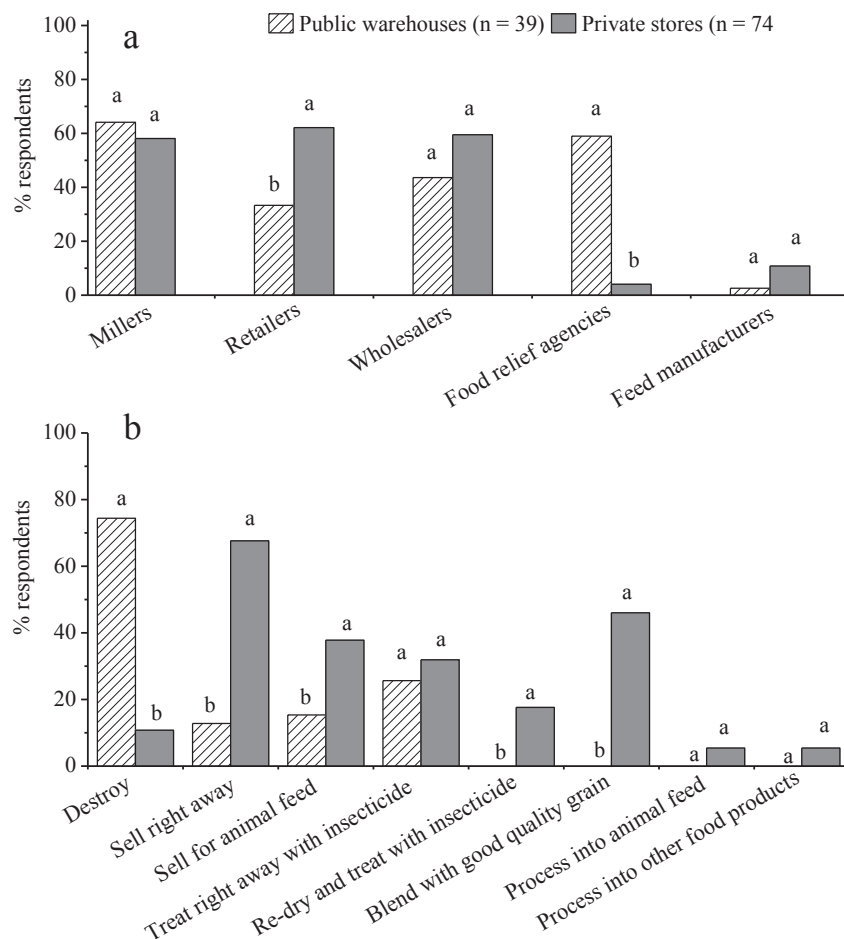 Public warehouses (n = 39) Private stores (n = 74
a
100
80
60
40
20
0
% respondents
a a
b a
a a
a b
a a
Millers
Retailers
Wholesalers
Food relief agencies
Feed manufacturers
b
100
80
60
40
20
0
% respondents
a b
b a
b a
a a
b a
b a
a a
a a
Destroy
Sell right away
Sell for animal feed
Treat right away with insecticide
Re-dry and treat with insecticide
Blend with good quality grain
Process into animal feed
Process into other food products